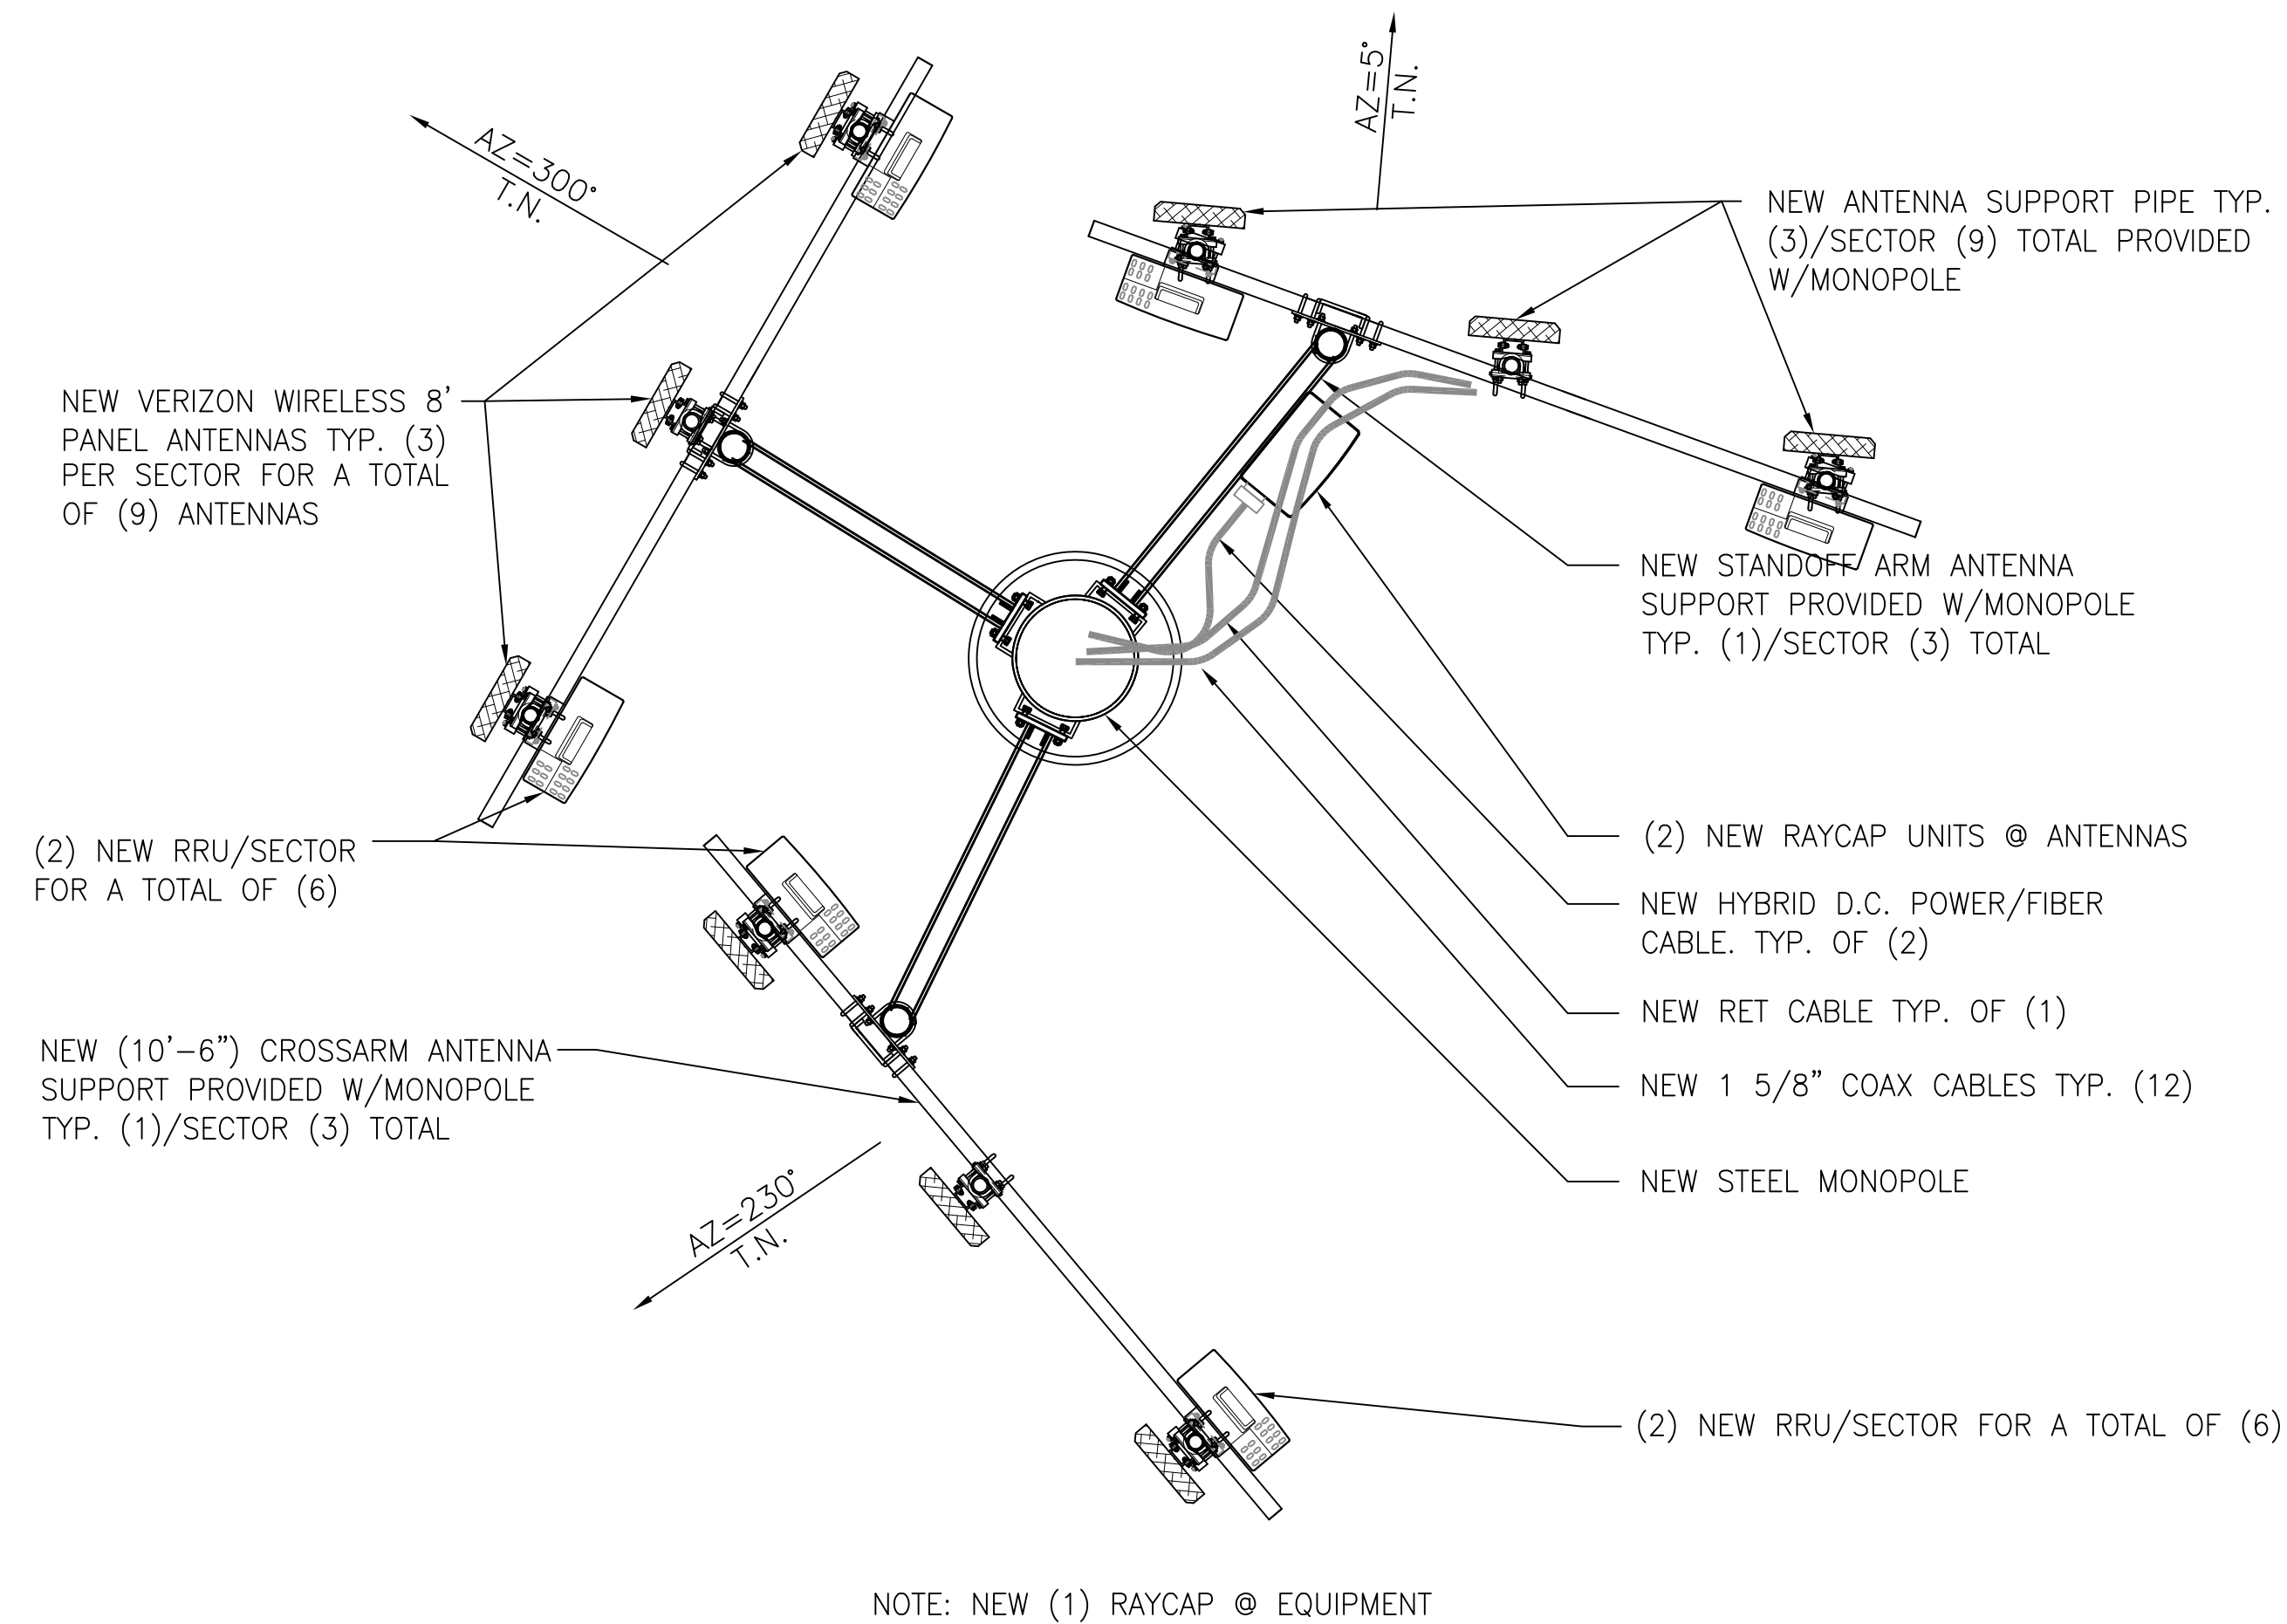 AZ=5°
T.N.
AZ=300°
T.N.
NEW ANTENNA SUPPORT PIPE TYP.
(3)/SECTOR (9) TOTAL PROVIDED
W/MONOPOLE
NEW VERIZON WIRELESS 8'
PANEL ANTENNAS TYP. (3)
PER SECTOR FOR A TOTAL
OF (9) ANTENNAS
NEW STANDOFF ARM ANTENNA
SUPPORT PROVIDED W/MONOPOLE
TYP. (1)/SECTOR (3) TOTAL
(2) NEW RRU/SECTOR
FOR A TOTAL OF (6)
(2) NEW RAYCAP UNITS @ ANTENNAS
NEW HYBRID D.C. POWER/FIBER
CABLE. TYP. OF (2)
NEW RET CABLE TYP. OF (1)
NEW (10'-6") CROSSARM ANTENNA
SUPPORT PROVIDED W/MONOPOLE
TYP. (1)/SECTOR (3) TOTAL
NEW 1 5/8" COAX CABLES TYP. (12)
NEW STEEL MONOPOLE
AZ=230°
T.N.
(2) NEW RRU/SECTOR FOR A TOTAL OF (6)
NOTE: NEW (1) RAYCAP @ EQUIPMENT